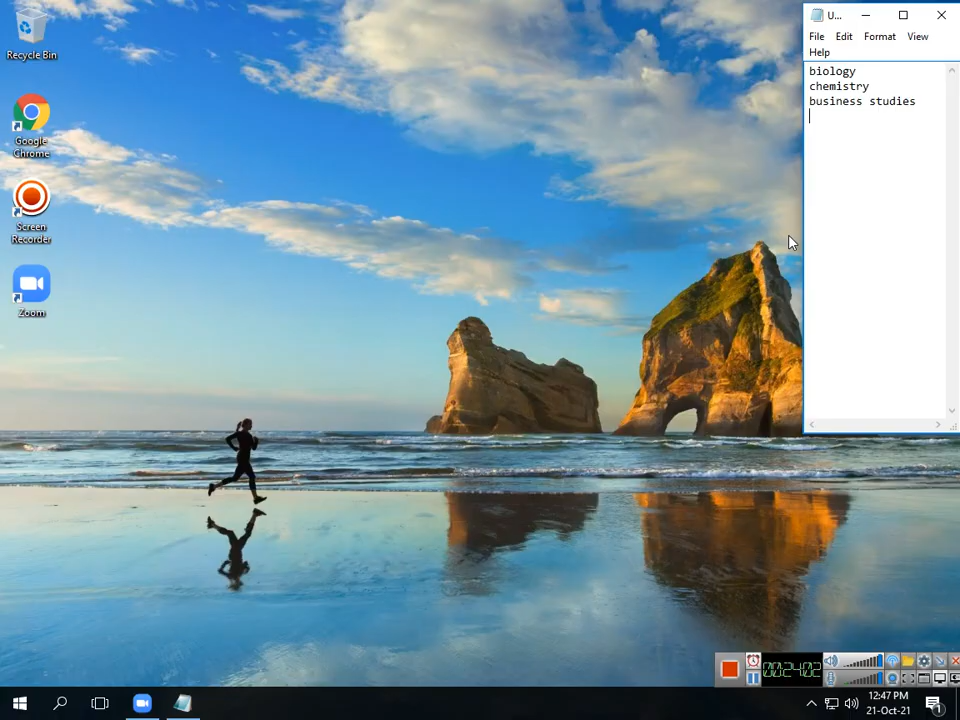 Recycle Bin
Google
Chrome
Screen
Recorder
Zoom
U...
File Edit Format View
Help
biology
chemistry
business studies
00:24:02
12:47 PM
21-Oct-21
1